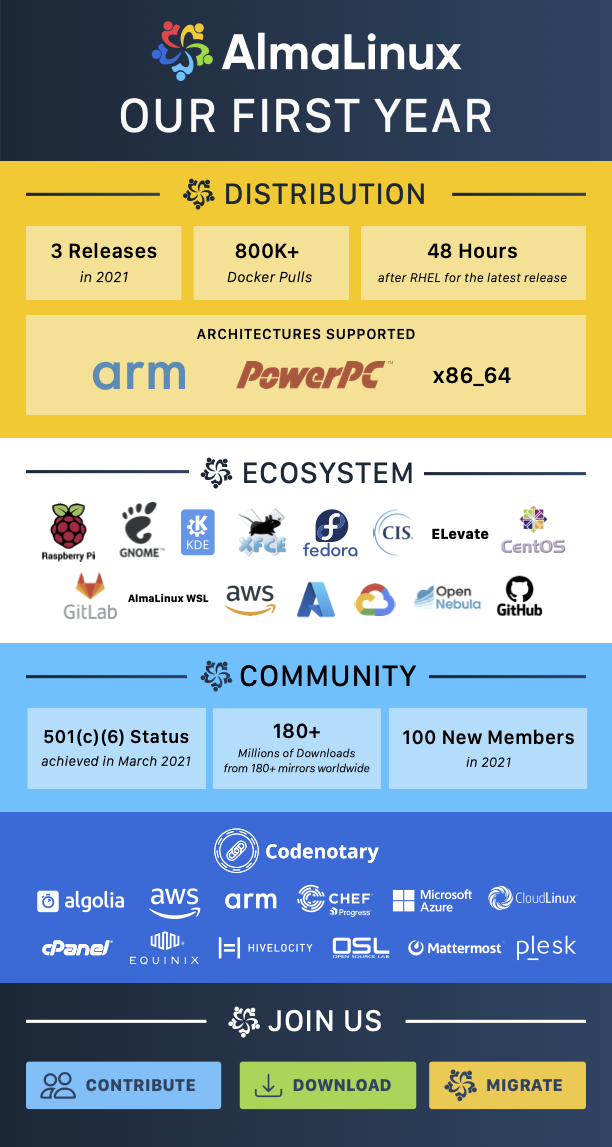 AlmaLinux
OUR FIRST YEAR
DISTRIBUTION
3 Releases
in 2021
800K+
Docker Pulls
48 Hours
after RHEL for the latest release
ARCHITECTURES SUPPORTED
arm
PowerPC™
x86_64
ECOSYSTEM
Raspberry Pi
GNOME™
KDE
XFCE
fedora
CIS.
ELevate
CentOS
GitLab
AlmaLinux WSL
aws
Open
Nebula
GitHub
COMMUNITY
501(c)(6) Status
achieved in March 2021
180+
Millions of Downloads
from 180+ mirrors worldwide
100 New Members
in 2021
Codenotary
algolia
aws
arm
CHEF
Progress
Microsoft
Azure
CloudLinux
cPanel
EQUINIX
HIVELOCITY
OSL
OPEN SOURCE LAB
Mattermost
plesk
JOIN US
CONTRIBUTE
DOWNLOAD
MIGRATE